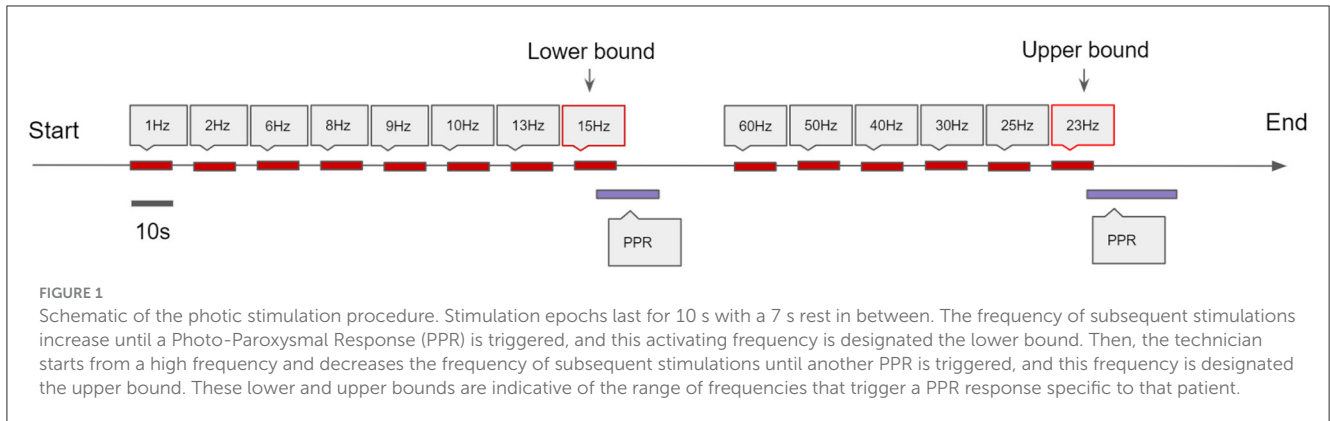 Lower bound
Upper bound
Start
1Hz
2Hz
6Hz
8Hz
9Hz
10Hz
13Hz
15Hz
60Hz
50Hz
40Hz
30Hz
25Hz
23Hz
End
10s
PPR
PPR
FIGURE 1
Schematic of the photic stimulation procedure. Stimulation epochs last for 10 s with a 7 s rest in between. The frequency of subsequent stimulations
increase until a Photo-Paroxysmal Response (PPR) is triggered, and this activating frequency is designated the lower bound. Then, the technician
starts from a high frequency and decreases the frequency of subsequent stimulations until another PPR is triggered, and this frequency is designated
the upper bound. These lower and upper bounds are indicative of the range of frequencies that trigger a PPR response specific to that patient.